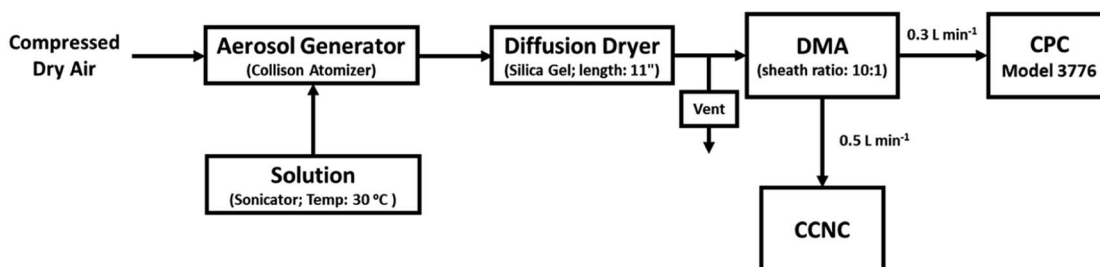 Compressed
Dry Air
Aerosol Generator
(Collison Atomizer)
Diffusion Dryer
(Silica Gel; length: 11")
DMA
(sheath ratio: 10:1)
0.3 L min⁻¹
CPC
Model 3776
Vent
0.5 L min⁻¹
Solution
(Sonicator; Temp: 30 ºC )
CCNC